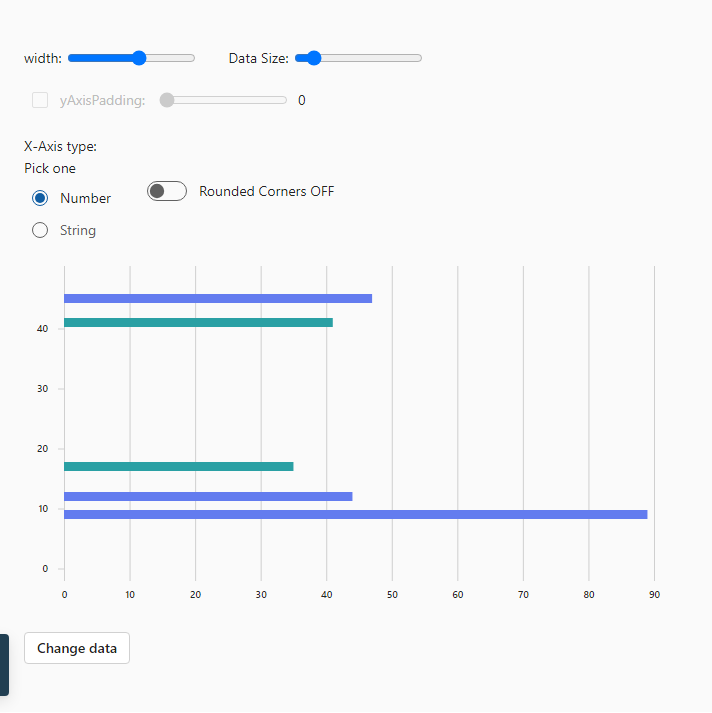 width: Data Size:
yAxisPadding: 0
X-Axis type:
Pick one
Number Rounded Corners OFF
String
40
30
20
10
0
0 10 20 30 40 50 60 70 80 90
Change data